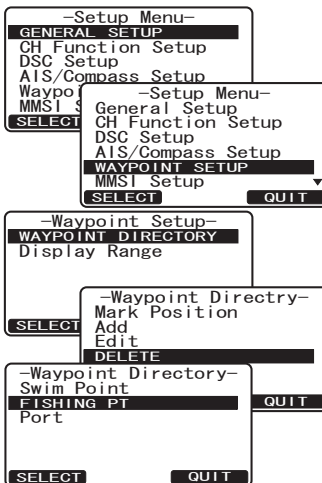 -Setup Menu-
GENERAL SETUP
CH Function Setup
DSC Setup
AIS/Compass Setup
Waypoi
MMSI S
SELECT
-Setup Menu-
General Setup
CH Function Setup
DSC Setup
AIS/Compass Setup
WAYPOINT SETUP
MMSI Setup
SELECT QUIT
-Waypoint Setup-
WAYPOINT DIRECTORY
Display Range
SELECT
-Waypoint Directry-
Mark Position
Add
Edit
DELETE
QUIT
-Waypoint Directory-
Swim Point
FISHING PT
Port
SELECT QUIT